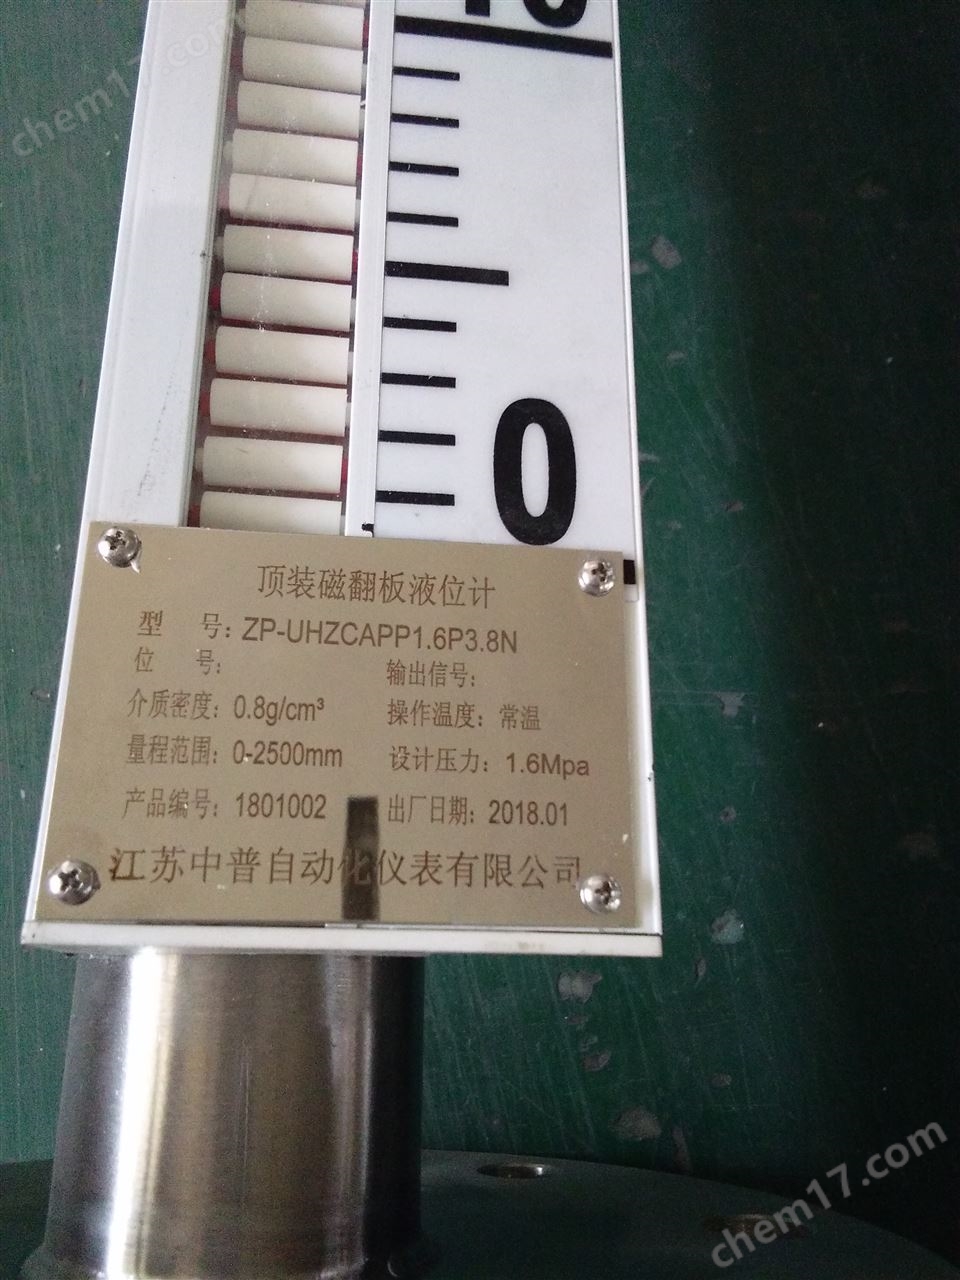 chem17.com
10
0
顶装磁翻板液位计
型 号: ZP-UHZCAPP1.6P3.8N
位 号: 输出信号:
介质密度: 0.8g/cm³ 操作温度: 常温
量程范围: 0-2500mm 设计压力: 1.6Mpa
产品编号: 1801002 出厂日期: 2018.01
江苏中普自动化仪表有限公司
chem17.com